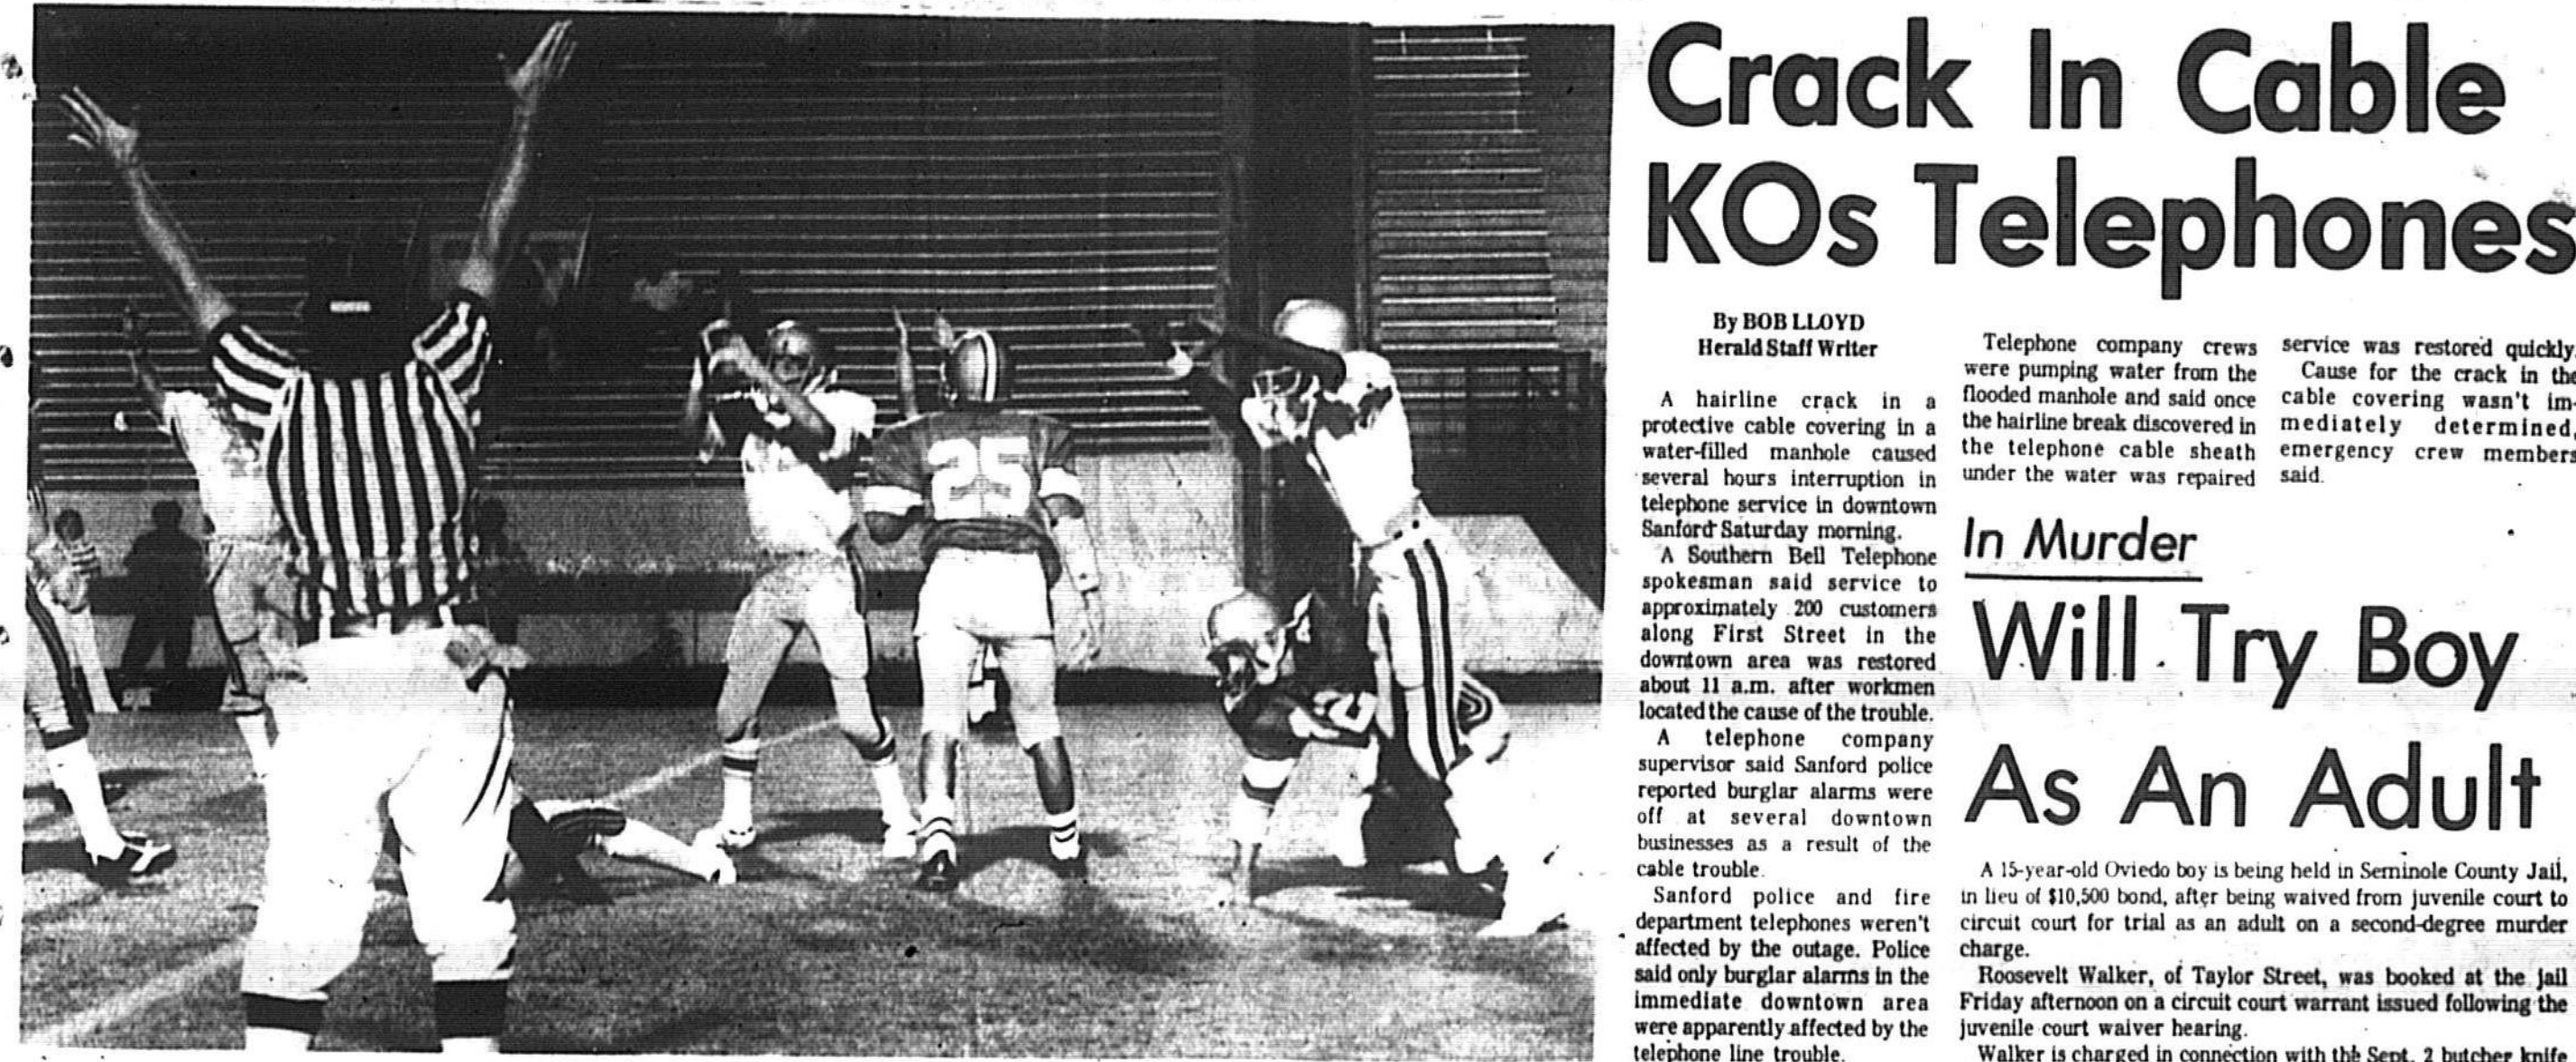 25
Crack In Cable
KOs Telephones
By BOB LLOYD
Herald Staff Writer
A hairline crack in a
protective cable covering in a
water-filled manhole caused
several hours interruption in
telephone service in downtown
Sanford Saturday morning.
A Southern Bell Telephone
spokesman said service to
approximately 200 customers
along First Street in the
downtown area was restored
about 11 a.m. after workmen
located the cause of the trouble.
A telephone company
supervisor said Sanford police
reported burglar alarms were
off at several downtown
businesses as a result of the
cable trouble.
Sanford police and fire
department telephones weren't
affected by the outage. Police
said only burglar alarms in the
immediate downtown area
were apparently affected by the
telephone line trouble.
Telephone company crews
were pumping water from the
flooded manhole and said once
the hairline break discovered in
the telephone cable sheath
under the water was repaired
service was restored quickly.
Cause for the crack in the
cable covering wasn't im-
mediately determined,
emergency crew members
said.
In Murder
Will Try Boy
As An Adult
A 15-year-old Oviedo boy is being held in Seminole County Jail,
in lieu of $10,500 bond, after being waived from juvenile court to
circuit court for trial as an adult on a second-degree murder
charge.
Roosevelt Walker, of Taylor Street, was booked at the jail
Friday afternoon on a circuit court warrant issued following the
juvenile court waiver hearing.
Walker is charged in connection with the Sept. 2 butcher knife